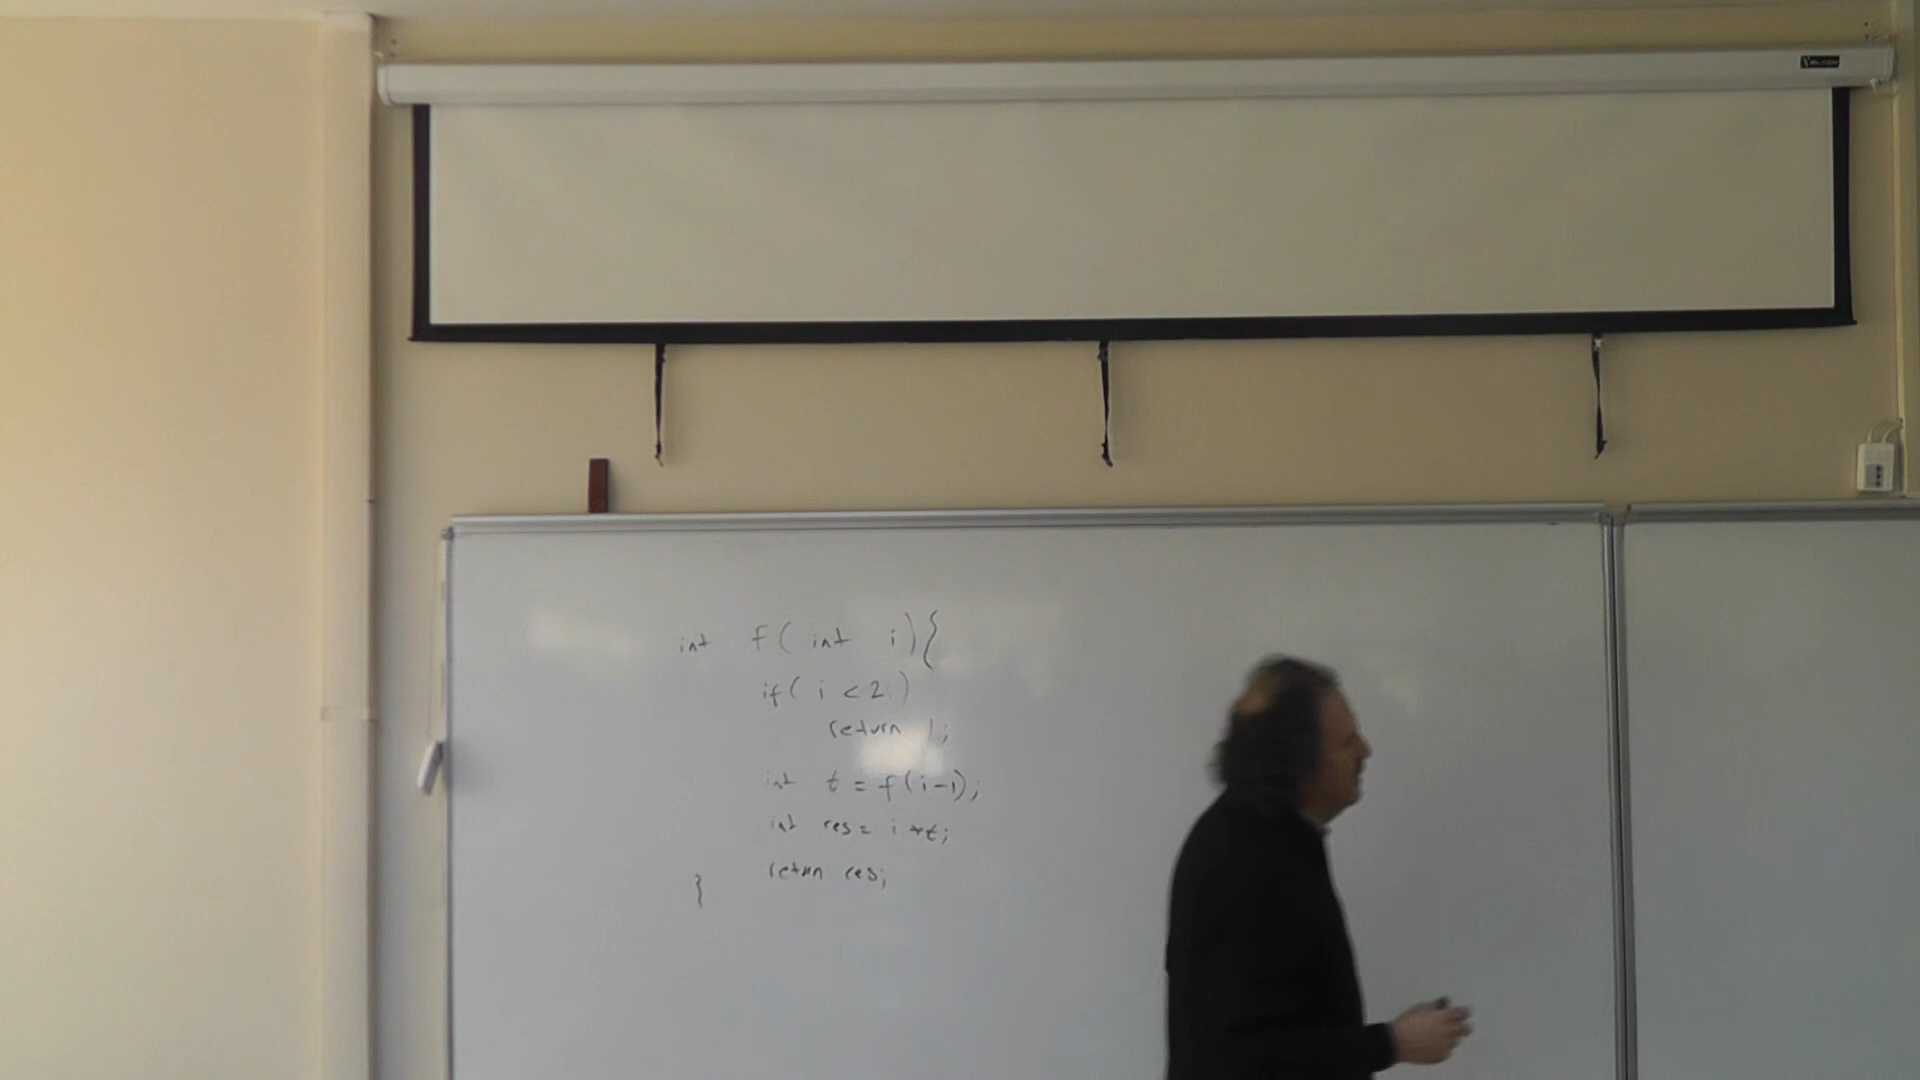 int f( int i){
if( i < 2 )
return 1;
int t = f(i-1);
int res = i * t;
return res;
}